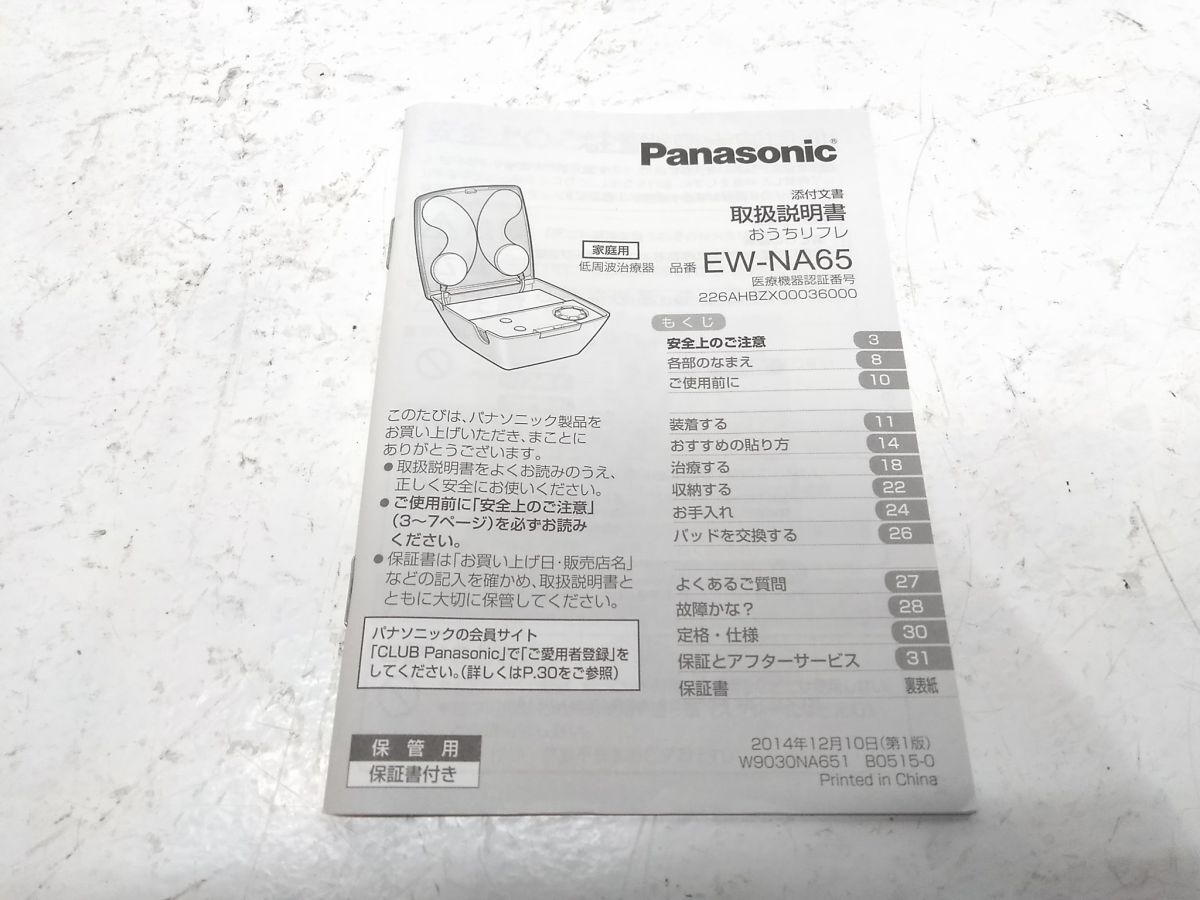 Panasonic®
添付文書
取扱説明書
おうちリフレ
家庭用
低周波治療器 品番 EW-NA65
医療機器認証番号
226AHBZX00036000
もくじ
安全上のご注意 3
各部のなまえ 8
ご使用前に 10
装着する 11
おすすめの貼り方 14
治療する 18
収納する 22
お手入れ 24
パッドを交換する 26
よくあるご質問 27
故障かな? 28
定格・仕様 30
保証とアフターサービス 31
保証書 裏表紙
このたびは、パナソニック製品を
お買い上げいただき、まことに
ありがとうございます。
●取扱説明書をよくお読みのうえ、
正しく安全にお使いください。
●ご使用前に「安全上のご注意」
(3〜7ページ)を必ずお読み
ください。
●保証書は「お買い上げ日・販売店名」
などの記入を確かめ、取扱説明書と
ともに大切に保管してください。
パナソニックの会員サイト
「CLUB Panasonic」で「ご愛用者登録」を
してください。(詳しくはP.30をご参照)
保管用
保証書付き
2014年12月10日(第1版)
W9030NA651 B0515-0
Printed in China